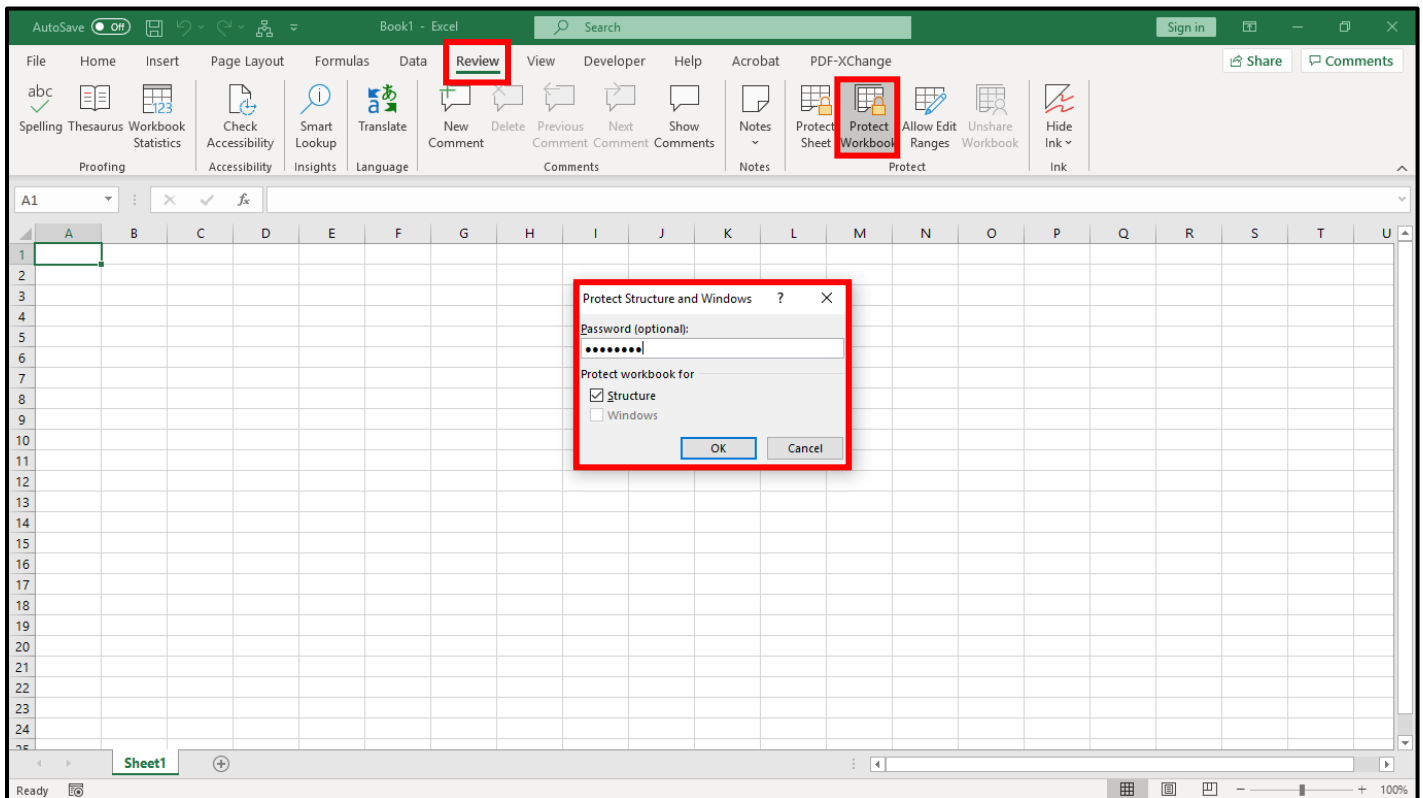 AutoSave Off Book1 - Excel Search Sign in
File Home Insert Page Layout Formulas Data Review View Developer Help Acrobat PDF-XChange Share Comments
abc 123 あ a
Spelling Thesaurus Workbook Check Smart Translate New Delete Previous Next Show Notes Protect Protect Allow Edit Unshare Hide
Statistics Accessibility Lookup Comment Comment Comment Comments Sheet Workbook Ranges Workbook Ink
Proofing Accessibility Insights Language Comments Notes Protect Ink
A1 fx
A B C D E F G H I J K L M N O P Q R S T U
1
2
3
4
5
6
7
8
9
10
11
12
13
14
15
16
17
18
19
20
21
22
23
24
25
Protect Structure and Windows ? ×
Password (optional):
••••••••
Protect workbook for
Structure
Windows
OK Cancel
Sheet1
Ready 100%